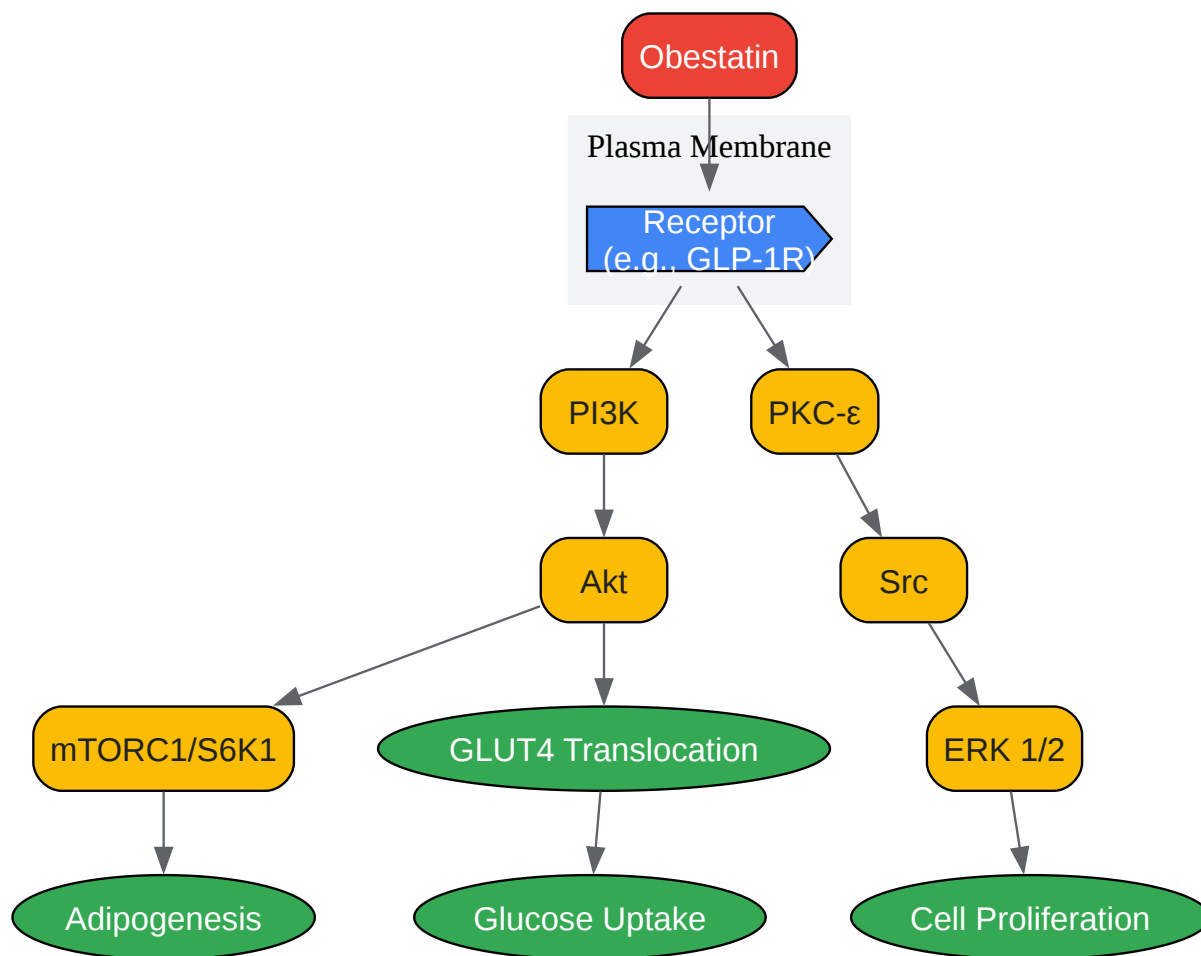 Obestatin
Plasma Membrane
Receptor
(e.g., GLP-1R)
PI3K
PKC-ε
Akt
Src
mTORC1/S6K1
GLUT4 Translocation
ERK 1/2
Adipogenesis
Glucose Uptake
Cell Proliferation